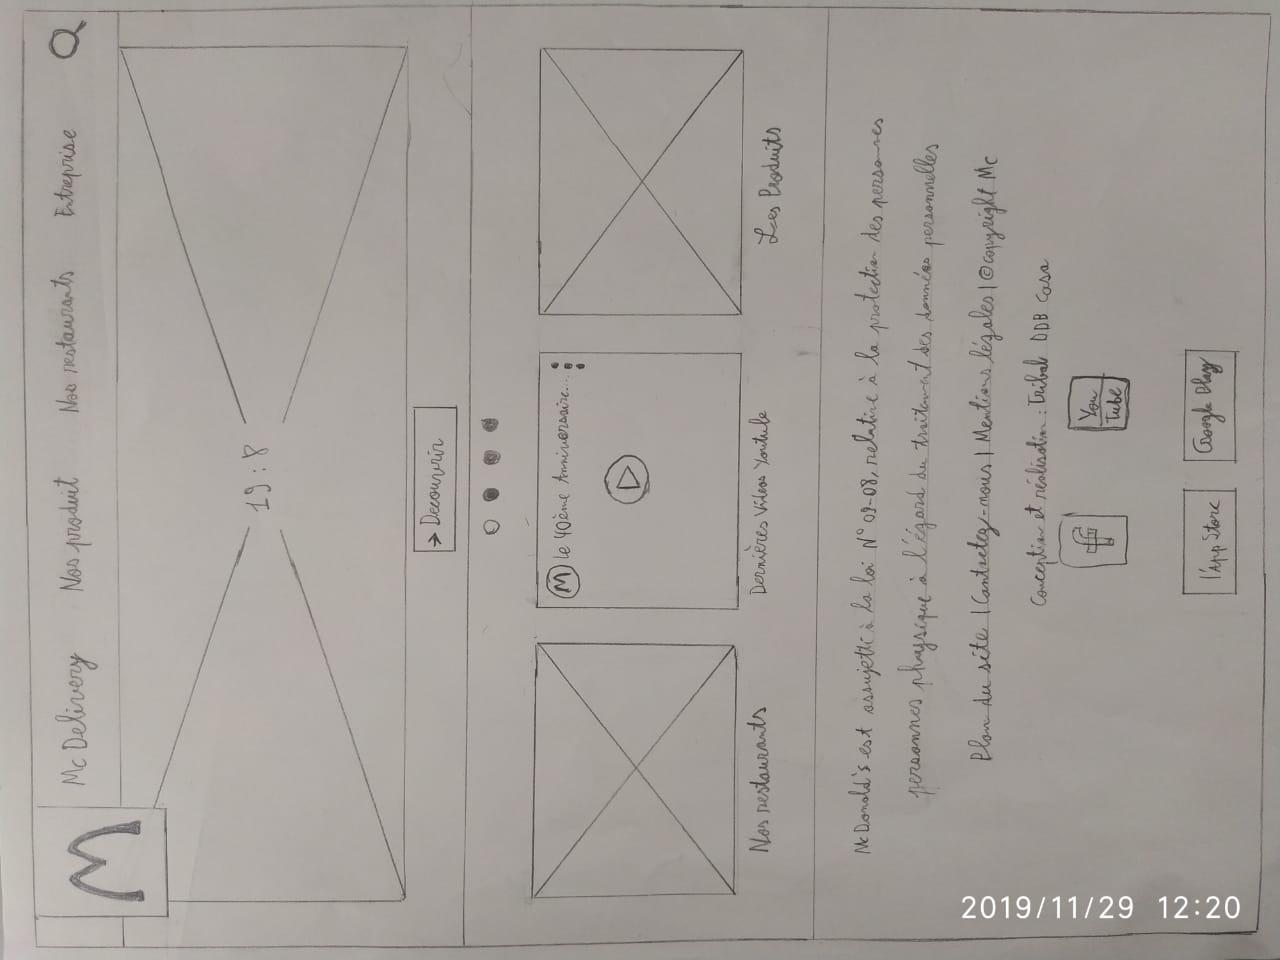 M
Mc Delivery Nos produit Nos restaurants Entreprise
19:8
→ Decouvrir
M le 40ème Anniversaire...
Nos restaurants Dernières Vidéos Youtube Les Produits
McDonald's est assujetti à la loi N° 09-08, relative à la protection des personnes
personnes physique à l'égard du traitement des données personnelles
Plan du site | Contactez-nous | Mentions légales | ©copyright Mc
Conception et réalisation : Tribal DDB Casa
f You
Tube
l'App Store Google Play
2019/11/29 12:20